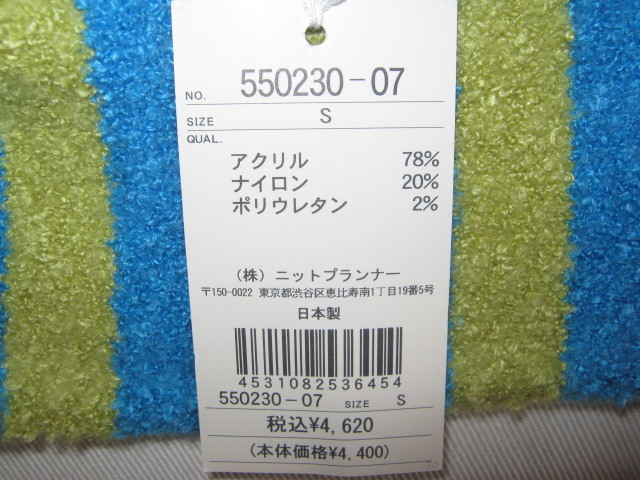 NO. 550230-07
SIZE S
QUAL.
アクリル 78%
ナイロン 20%
ポリウレタン 2%
(株)ニットプランナー
〒150-0022 東京都渋谷区恵比寿南1丁目19番5号
日本製
4531082536454
550230-07 SIZE S
税込¥4,620
(本体価格¥4,400)